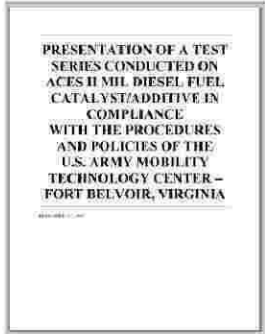 PRESENTATION OF A TEST
SERIES CONDUCTED ON
ACES II MIL DIESEL FUEL
CATALYST/ADDITIVE IN
COMPLIANCE
WITH THE PROCEDURES
AND POLICIES OF THE
U.S. ARMY MOBILITY
TECHNOLOGY CENTER –
FORT BELVOIR, VIRGINIA